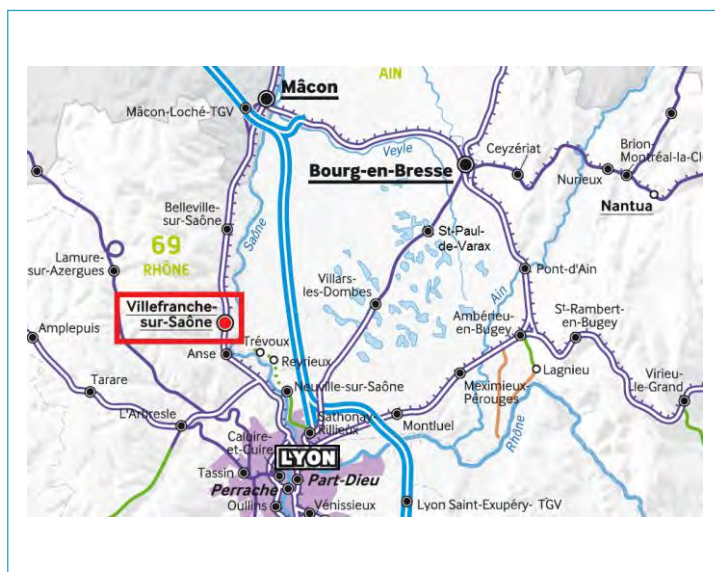 AIN
Mâcon
Mâcon-Loché-TGV
Veyle
Ceyzériat
Brion-
Montréal-la-Cl
Bourg-en-Bresse
Nurieux
Nantua
Belleville-
sur-Saône
Saône
St-Paul-
de-Varax
69
RHÔNE
Lamure-
sur-Azergues
Villars-
les-Dombes
Ain
Pont-d'Ain
Villefranche-
sur-Saône
Ambérieu-
en-Bugey
St-Rambert-
en-Bugey
Amplepuis
Trévoux
Anse
Reyrieux
Lagnieu
Virieu-
le-Grand
Tarare
Neuville-sur-Saône
Meximieux-
Pérouges
L'Arbresle
Sathonay-
Rillieux
Montluel
Rhône
Caluire-
et-Cuire
LYON
Tassin
Part-Dieu
Perrache
Oullins
Vénissieux
Lyon Saint-Exupéry- TGV